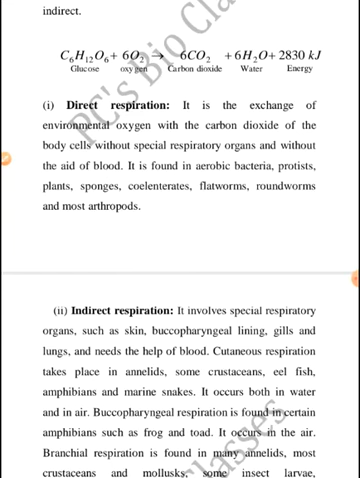 indirect.
C₆H₁₂O₆ + 6O₂ → 6CO₂ + 6H₂O + 2830 kJ
Glucose oxygen Carbon dioxide Water Energy
(i) Direct respiration: It is the exchange of
environmental oxygen with the carbon dioxide of the
body cells without special respiratory organs and without
the aid of blood. It is found in aerobic bacteria, protists,
plants, sponges, coelenterates, flatworms, roundworms
and most arthropods.
(ii) Indirect respiration: It involves special respiratory
organs, such as skin, buccopharyngeal lining, gills and
lungs, and needs the help of blood. Cutaneous respiration
takes place in annelids, some crustaceans, eel fish,
amphibians and marine snakes. It occurs both in water
and in air. Buccopharyngeal respiration is found in certain
amphibians such as frog and toad. It occurs in the air.
Branchial respiration is found in many annelids, most
crustaceans and mollusks, some insect larvae,
PC's Bio Cla
lasses